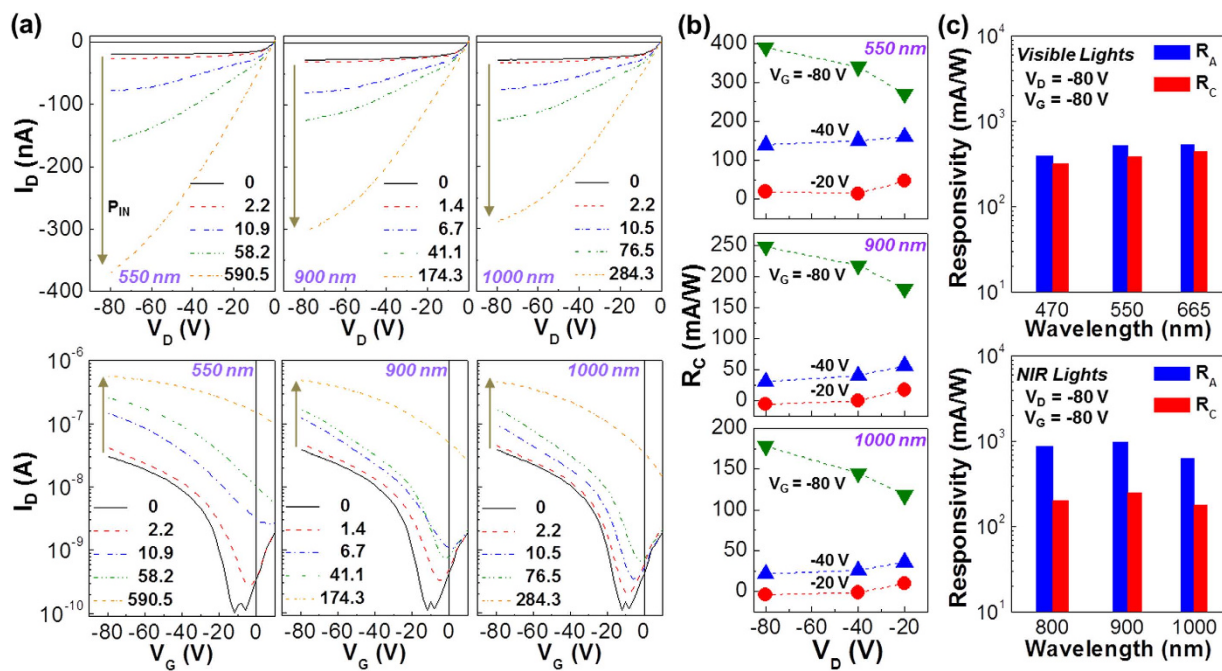 (a)
0
-100
-200
-300
-400
I_D (nA)
P_IN
0
2.2
10.9
58.2
590.5
550 nm
0
1.4
6.7
41.1
174.3
900 nm
0
2.2
10.5
76.5
284.3
1000 nm
-80 -60 -40 -20 0
-80 -60 -40 -20 0
-80 -60 -40 -20 0
V_D (V)
V_D (V)
V_D (V)
10^-6
10^-7
10^-8
10^-9
10^-10
I_D (A)
550 nm
0
2.2
10.9
58.2
590.5
900 nm
0
1.4
6.7
41.1
174.3
1000 nm
0
2.2
10.5
76.5
284.3
-80 -60 -40 -20 0
-80 -60 -40 -20 0
-80 -60 -40 -20 0
V_G (V)
V_G (V)
V_G (V)
(b)
400
350
300
250
200
150
100
50
0
550 nm
V_G = -80 V
-40 V
-20 V
250
200
150
100
50
0
900 nm
V_G = -80 V
-40 V
-20 V
200
150
100
50
0
1000 nm
V_G = -80 V
-40 V
-20 V
R_C (mA/W)
-80 -60 -40 -20
V_D (V)
(c)
10^4
10^3
10^2
10^1
Responsivity (mA/W)
Visible Lights
V_D = -80 V
V_G = -80 V
R_A
R_C
470 550 665
Wavelength (nm)
10^4
10^3
10^2
10^1
Responsivity (mA/W)
NIR Lights
V_D = -80 V
V_G = -80 V
R_A
R_C
800 900 1000
Wavelength (nm)